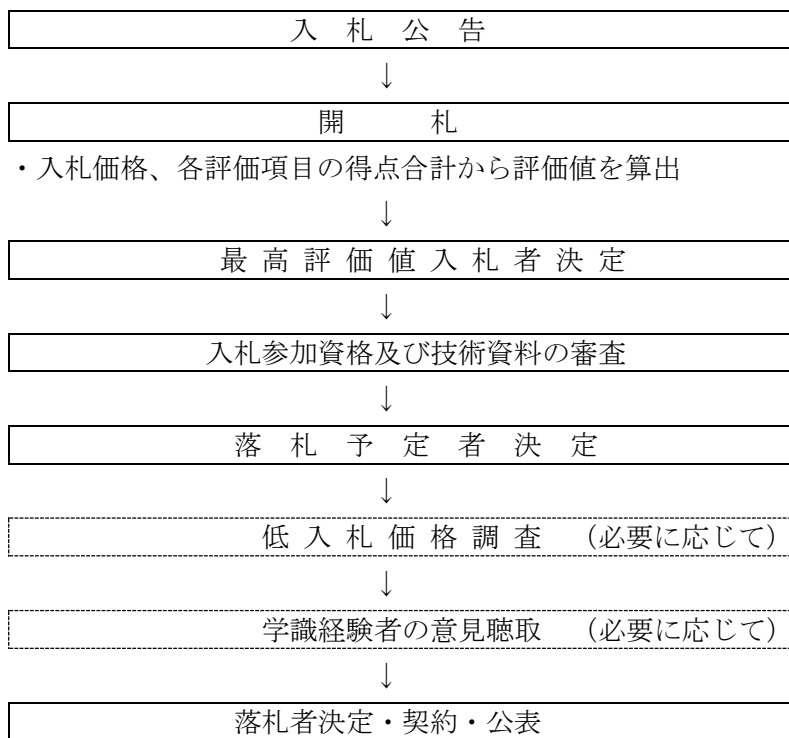 入札公告
↓
開札
・入札価格、各評価項目の得点合計から評価値を算出
↓
最高評価値入札者決定
↓
入札参加資格及び技術資料の審査
↓
落札予定者決定
↓
低入札価格調査　（必要に応じて）
↓
学識経験者の意見聴取　（必要に応じて）
↓
落札者決定・契約・公表